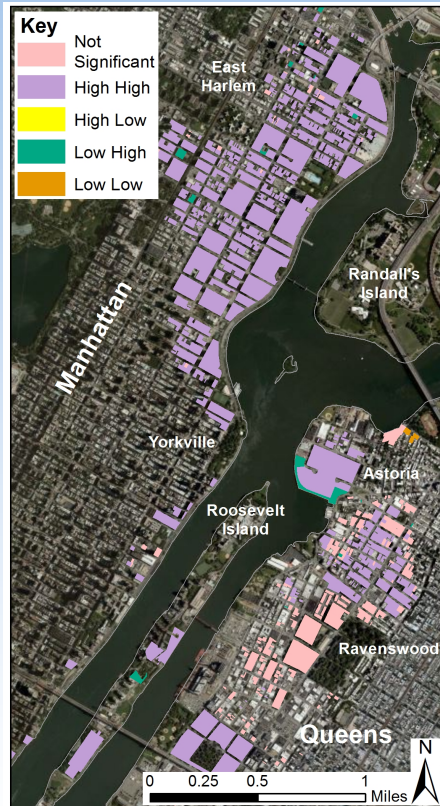 Key
Not
Significant
High High
High Low
Low High
Low Low
East
Harlem
Randall's
Island
Manhattan
Yorkville
Astoria
Roosevelt
Island
Ravenswood
Queens
N
0 0.25 0.5 1
Miles